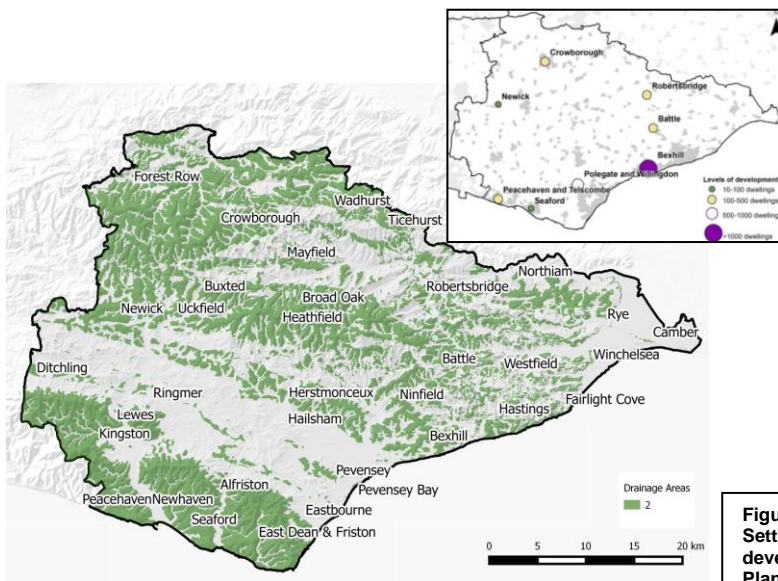 Crowborough
Robertsbridge
Newick
Battle
Bexhill
Polegate and Willingdon
Peacehaven and Telscombe
Seaford
Levels of development
10-100 dwellings
100-500 dwellings
500-1000 dwellings
>1000 dwellings
Forest Row
Wadhurst
Crowborough
Ticehurst
Mayfield
Northiam
Buxted
Broad Oak
Robertsbridge
Newick
Uckfield
Heathfield
Rye
Camber
Battle
Westfield
Winchelsea
Ditchling
Ringmer
Herstmonceux
Ninfield
Fairlight Cove
Lewes
Hailsham
Hastings
Kingston
Bexhill
Pevensey
Alfriston
Pevensey Bay
Peacehaven
Newhaven
Eastbourne
Seaford
East Dean & Friston
Drainage Areas
2
0 5 10 15 20 km